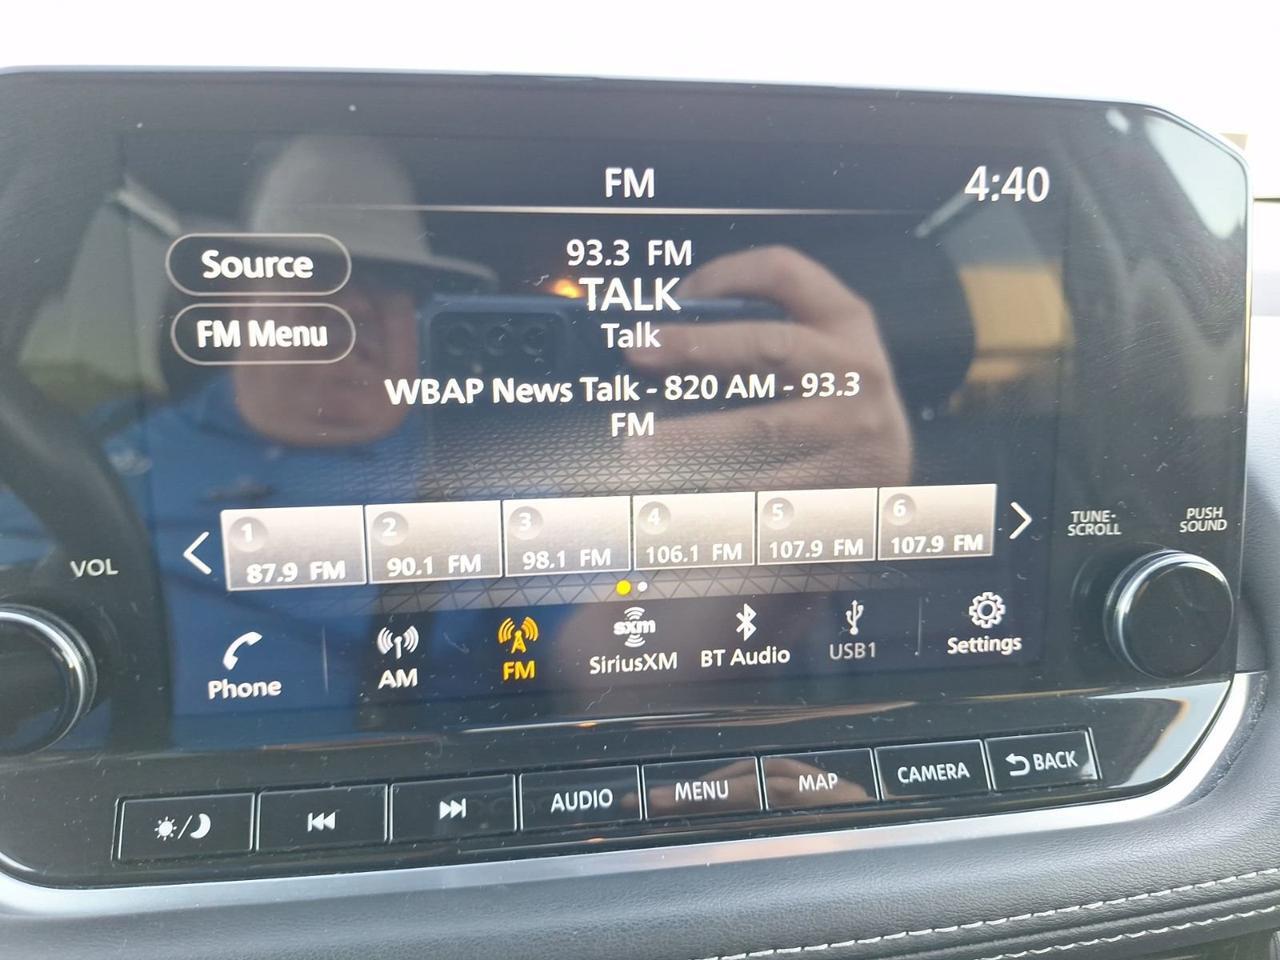 FM
4:40
Source
FM Menu
93.3 FM
TALK
Talk
WBAP News Talk - 820 AM - 93.3
FM
1
87.9 FM
2
90.1 FM
3
98.1 FM
4
106.1 FM
5
107.9 FM
6
107.9 FM
VOL
TUNE-
SCROLL
PUSH
SOUND
Phone
AM
FM
sxm
SiriusXM
BT Audio
USB1
Settings
AUDIO
MENU
MAP
CAMERA
BACK